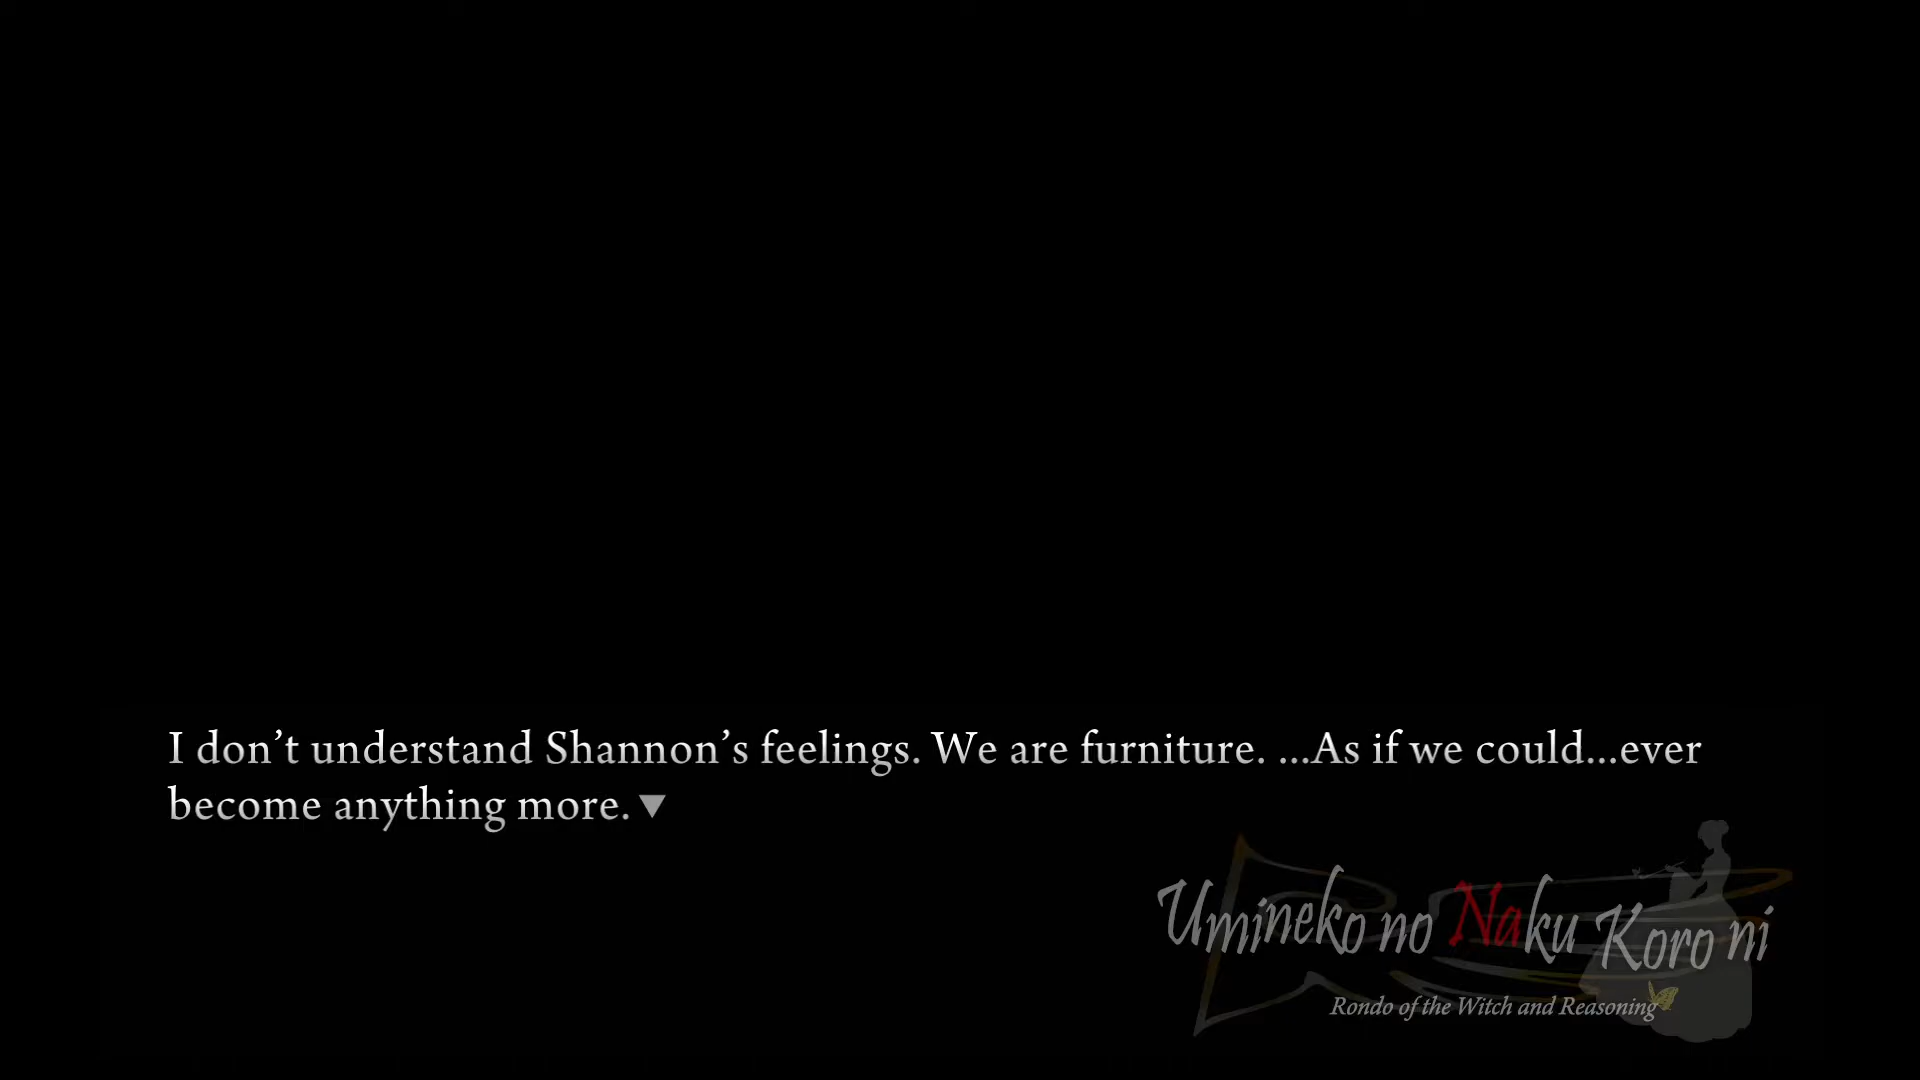 I don’t understand Shannon’s feelings. We are furniture. ...As if we could...ever
become anything more.
Umineko no Naku Koro ni
Rondo of the Witch and Reasoning